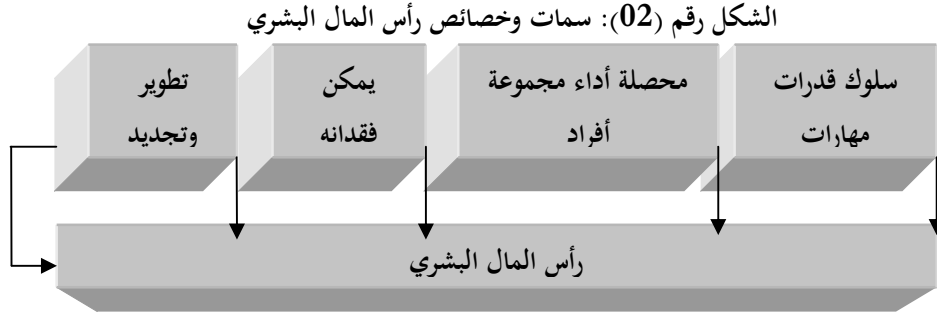 الشكل رقم (02): سمات وخصائص رأس المال البشري
سلوك قدرات
مهارات
محصلة أداء مجموعة
أفراد
يمكن
فقدانه
تطوير
وتجديد
رأس المال البشري